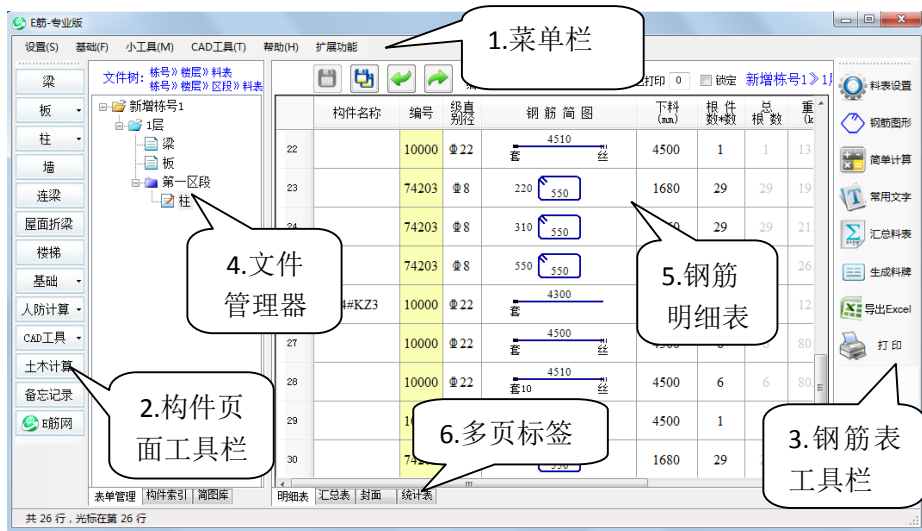 E筋-专业版
设置(S) 基础(F) 小工具(M) CAD工具(T) 帮助(H) 扩展功能
1.菜单栏
梁
板
柱
墙
连梁
屋面折梁
楼梯
基础
人防计算
CAD工具
土木计算
备忘记录
E筋网
文件树: 栋号》楼层》料表
栋号》楼层》区段》料表
新增栋号1
1层
梁
板
第一区段
柱
4.文件
管理器
2.构件页
面工具栏
表单管理 构件索引 简图库
打印 0 锁定 新增栋号1》1
构件名称 编号 级别 直径 钢筋简图 下料(mm) 根数*件数 总根数 重
22 10000 Φ22 4510 套 丝 4500 1 1 13
23 74203 Φ8 220 550 1680 29 29 19
24 74203 Φ8 310 550 29 29 21
74203 Φ8 550 550 26
4#KZ3 10000 Φ22 4300 套 12
27 10000 Φ22 4500 套 丝 80
28 10000 Φ22 4510 套10 丝 4500 6 6 80
29 4500 1
30 1680 29
5.钢筋
明细表
6.多页标签
明细表 汇总表 封面 统计表
料表设置
钢筋图形
简单计算
常用文字
汇总料表
生成料牌
导出Excel
打印
3.钢筋表
工具栏
共 26 行，光标在第 26 行